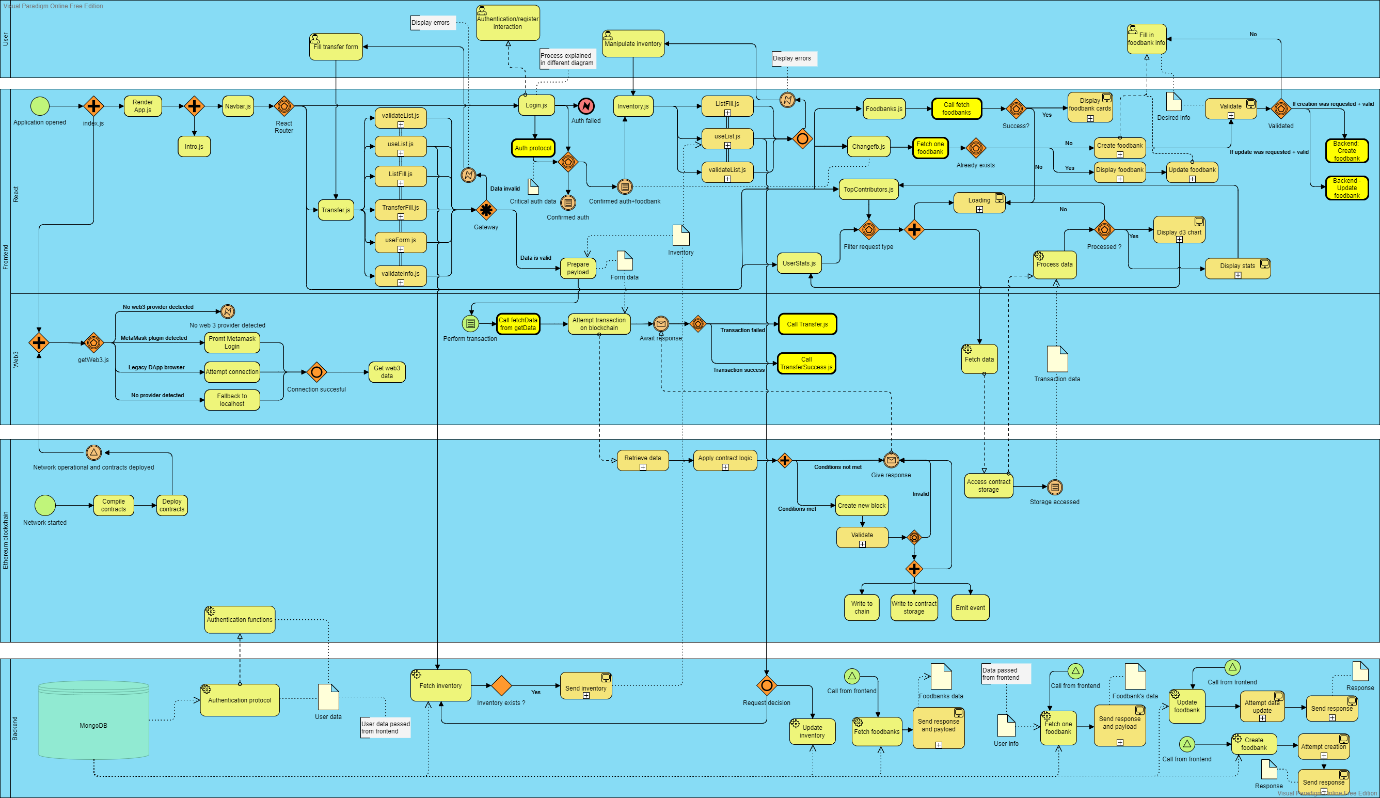 Visual Paradigm Online Free Edition
User
Display errors
Authentication/register
interaction
Fill transfer form
Process explained
in different diagram
Manipulate inventory
Display errors
Fill in
foodbank info
No
Frontend
React
Application opened
index.js
Render
App.js
Intro.js
Navbar.js
React
Router
validateList.js
useList.js
ListFill.js
TransferFill.js
useForm.js
validateInfo.js
Transfer.js
Data invalid
Gateway
Data is valid
Login.js
Auth failed
Auth protocol
Critical auth data
Confirmed auth
Confirmed auth+foodbank
Inventory.js
ListFill.js
useList.js
validateList.js
Inventory
Form data
Prepare
payload
Foodbanks.js
Call fetch
foodbanks
Success?
Yes
No
Display
foodbank cards
Changefb.js
Fetch one
foodbank
Already exists
No
Yes
Create foodbank
Display foodbank
Update foodbank
Desired info
Validate
Validated
If creation was requested + valid
If update was requested + valid
Backend:
Create
foodbank
Backend:
Update
foodbank
TopContributors.js
UserStats.js
Filter request type
Loading
No
Process data
Processed ?
Yes
Display d3 chart
Display stats
Web3
getWeb3.js
No web3 provider dectected
No web 3 provider detected
MetaMask plugin detected
Promt Metamask
Login
Legacy DApp browser
Attempt connection
No provider detected
Fallback to
localhost
Connection succesful
Get web3
data
Perform transaction
Call fetchData
from getData
Attempt transaction
on blockchain
Await response
Transaction failed
Transaction success
Call Transfer.js
Call
TransferSuccess.js
Fetch data
Transaction data
Ethereum blockchain
Network operational and contracts deployed
Network started
Compile
contracts
Deploy
contracts
Retrieve data
Apply contract logic
Conditions not met
Conditions met
Give response
Invalid
Create new block
Validate
Write to
chain
Write to contract
storage
Emit event
Access contract
storage
Storage accessed
Authentication functions
Backend
MongoDB
Authentication protocol
User data
User data passed
from frontend
Fetch inventory
Inventory exists ?
Yes
Send inventory
Request decision
Update
inventory
Call from frontend
Fetch foodbanks
Foodbanks data
Send response
and payload
Data passed
from frontend
User info
Call from frontend
Fetch one
foodbank
Foodbank's data
Send response
and payload
Call from frontend
Update
foodbank
Attempt data
update
Send response
Response
Call from frontend
Create
foodbank
Attempt creation
Response
Send response
Visual Paradigm Online Free Edition